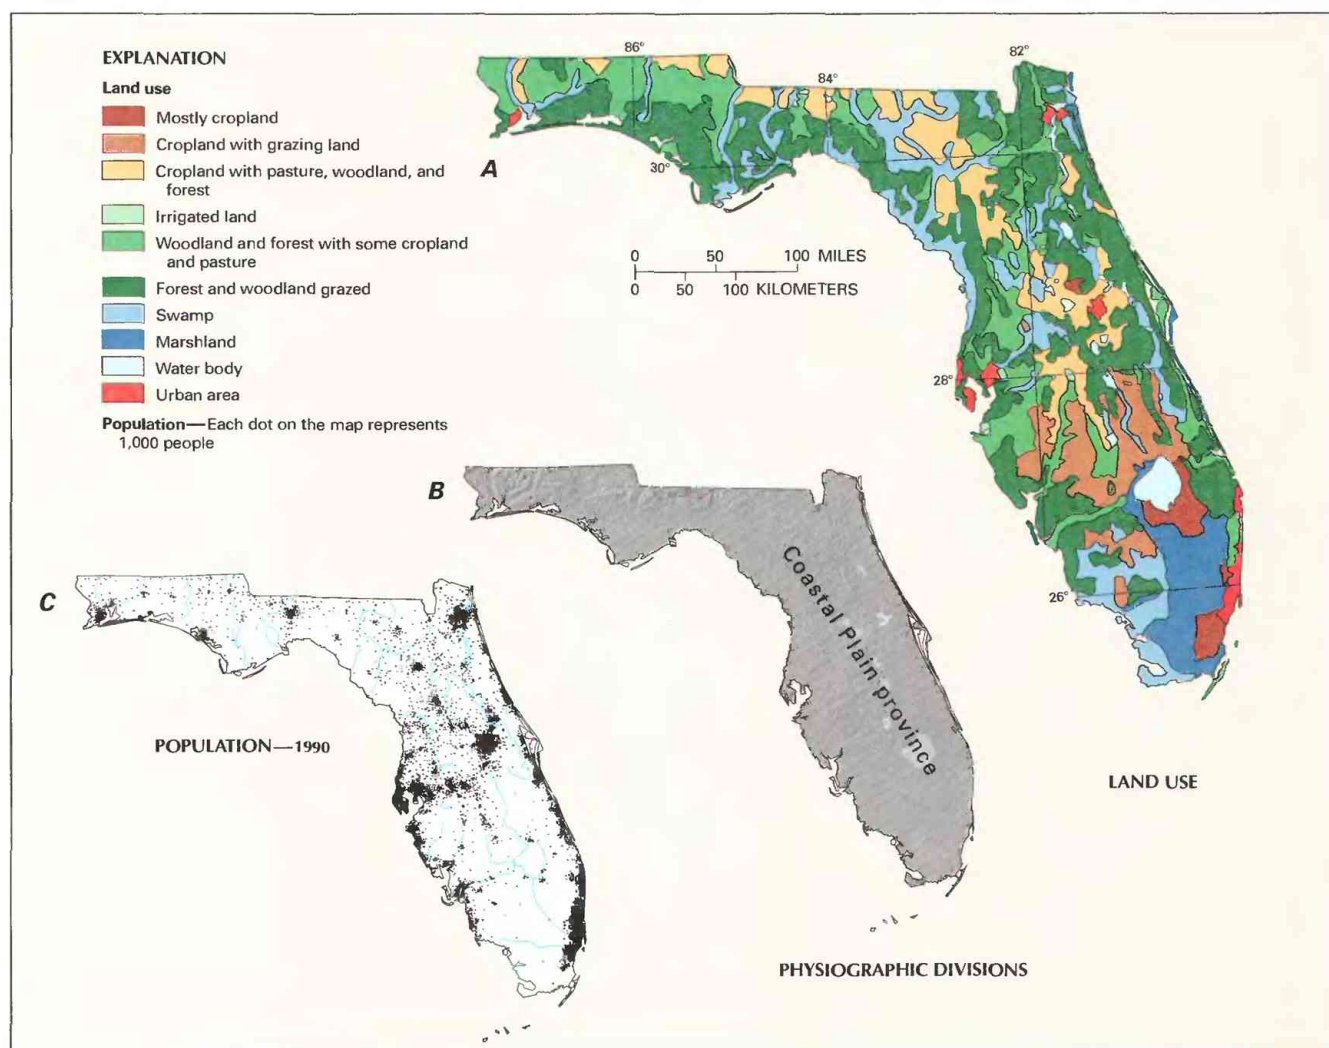 EXPLANATION
Land use
Mostly cropland
Cropland with grazing land
Cropland with pasture, woodland, and
forest
Irrigated land
Woodland and forest with some cropland
and pasture
Forest and woodland grazed
Swamp
Marshland
Water body
Urban area
Population—Each dot on the map represents
1,000 people
A
86°
84°
82°
30°
28°
26°
0 50 100 MILES
0 50 100 KILOMETERS
LAND USE
B
Coastal Plain province
PHYSIOGRAPHIC DIVISIONS
C
POPULATION—1990